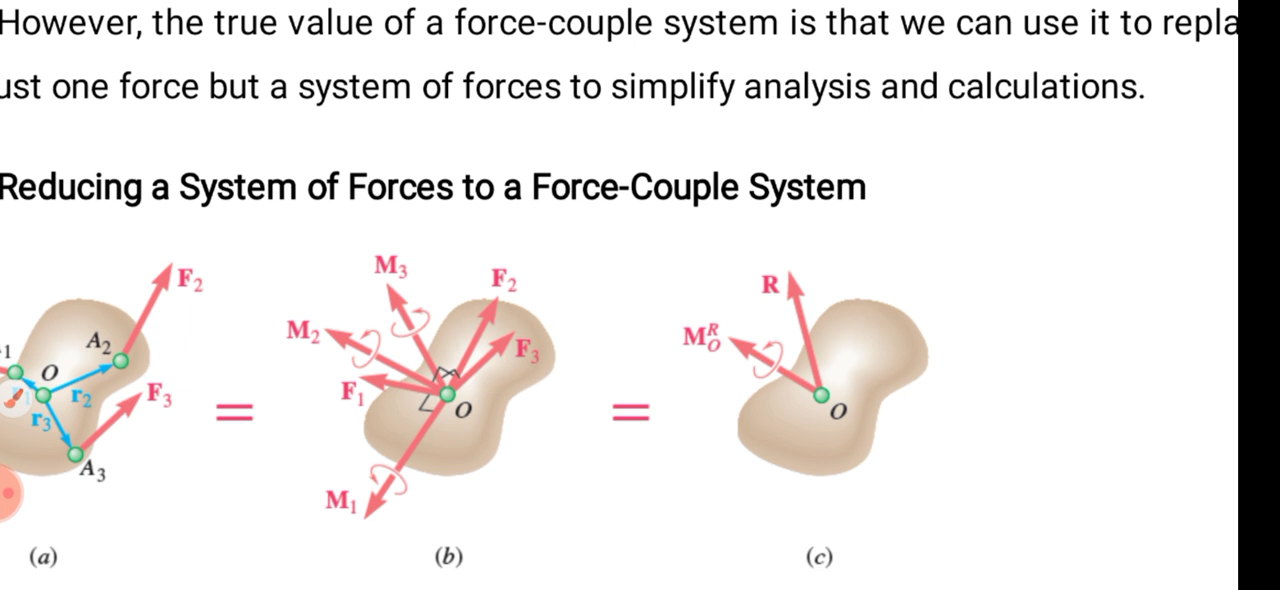 However, the true value of a force-couple system is that we can use it to repla
ust one force but a system of forces to simplify analysis and calculations.
Reducing a System of Forces to a Force-Couple System
F2
A2
1
O
r2
F3
r3
A3
(a)
=
M3
F2
M2
F3
F1
O
M1
(b)
=
R
M_O^R
O
(c)